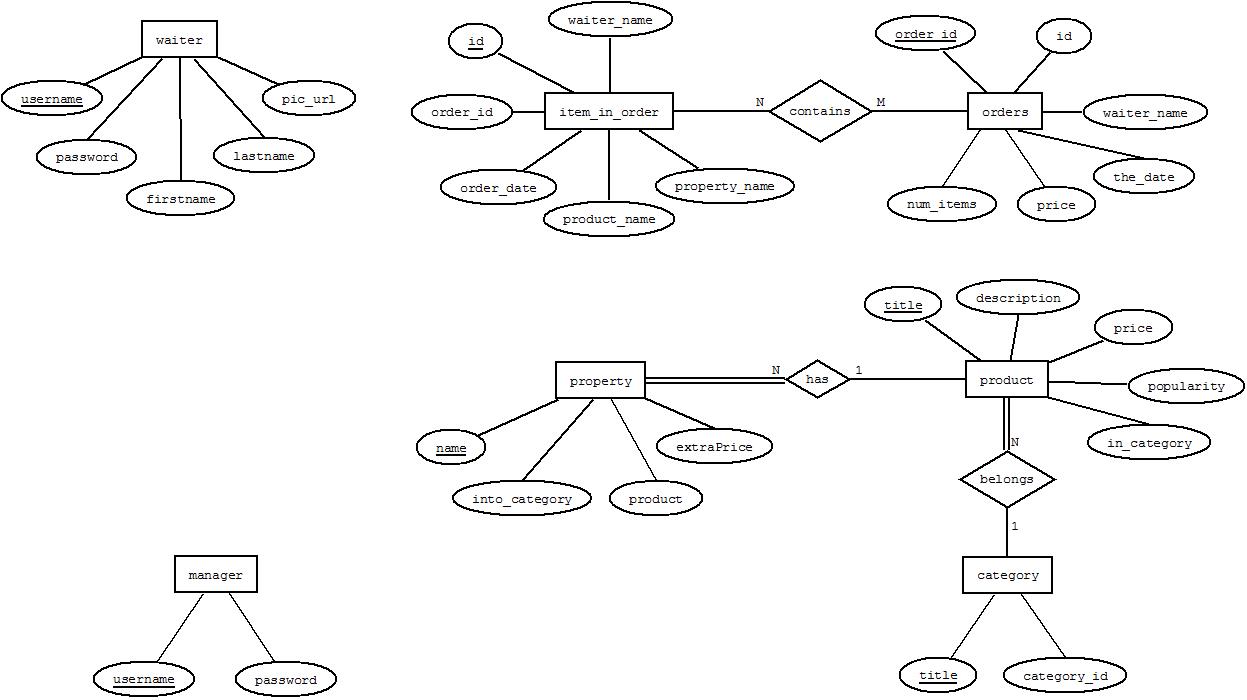 waiter
username
password
firstname
lastname
pic_url
waiter_name
id
order_id
item_in_order
order_date
product_name
property_name
N
contains
M
order_id
id
orders
waiter_name
the_date
num_items
price
title
description
price
property
N
has
1
product
popularity
in_category
name
into_category
product
extraPrice
N
belongs
1
category
title
category_id
manager
username
password